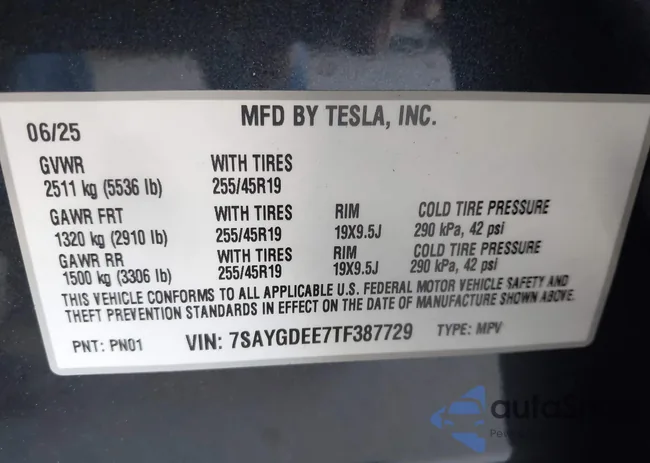 MFD BY TESLA, INC.
06/25
GVWR WITH TIRES
2511 kg (5536 lb) 255/45R19
GAWR FRT WITH TIRES RIM COLD TIRE PRESSURE
1320 kg (2910 lb) 255/45R19 19X9.5J 290 kPa, 42 psi
GAWR RR WITH TIRES RIM COLD TIRE PRESSURE
1500 kg (3306 lb) 255/45R19 19X9.5J 290 kPa, 42 psi
THIS VEHICLE CONFORMS TO ALL APPLICABLE U.S. FEDERAL MOTOR VEHICLE SAFETY AND
THEFT PREVENTION STANDARDS IN EFFECT ON THE DATE OF MANUFACTURE SHOWN ABOVE.
PNT: PN01 VIN: 7SAYGDEE7TF387729 TYPE: MPV